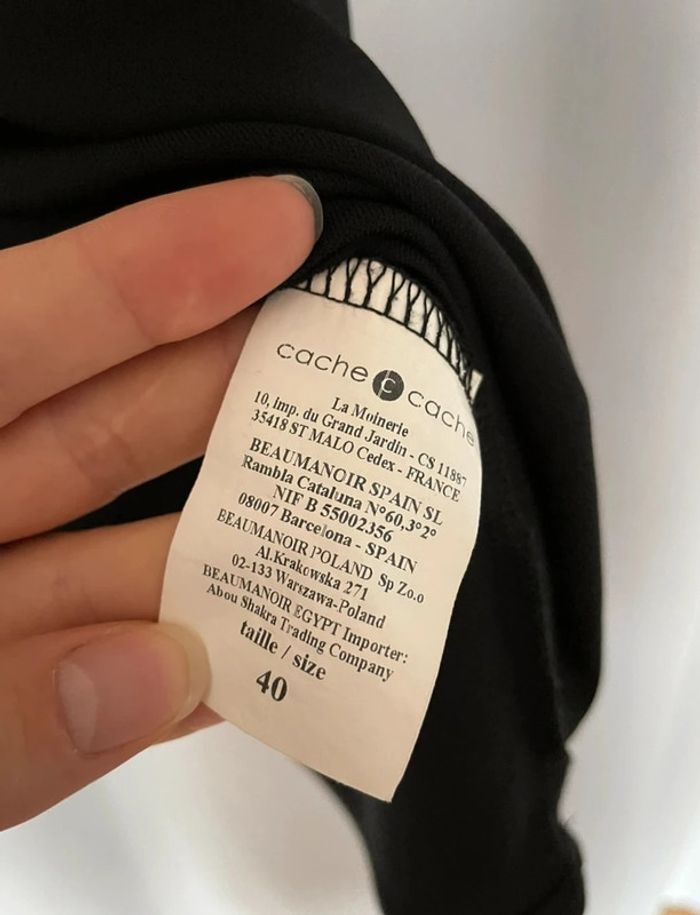 cache c cache
La Moinerie
10, imp. du Grand Jardin - CS 11887
35418 ST MALO Cedex - FRANCE
BEAUMANOIR SPAIN SL
Rambla Cataluna N°60,3°2°
NIF B 55002356
08007 Barcelona - SPAIN
BEAUMANOIR POLAND Sp Zo.o
Al.Krakowska 271
02-133 Warszawa-Poland
BEAUMANOIR EGYPT Importer:
Abou Shakra Trading Company
taille / size
40